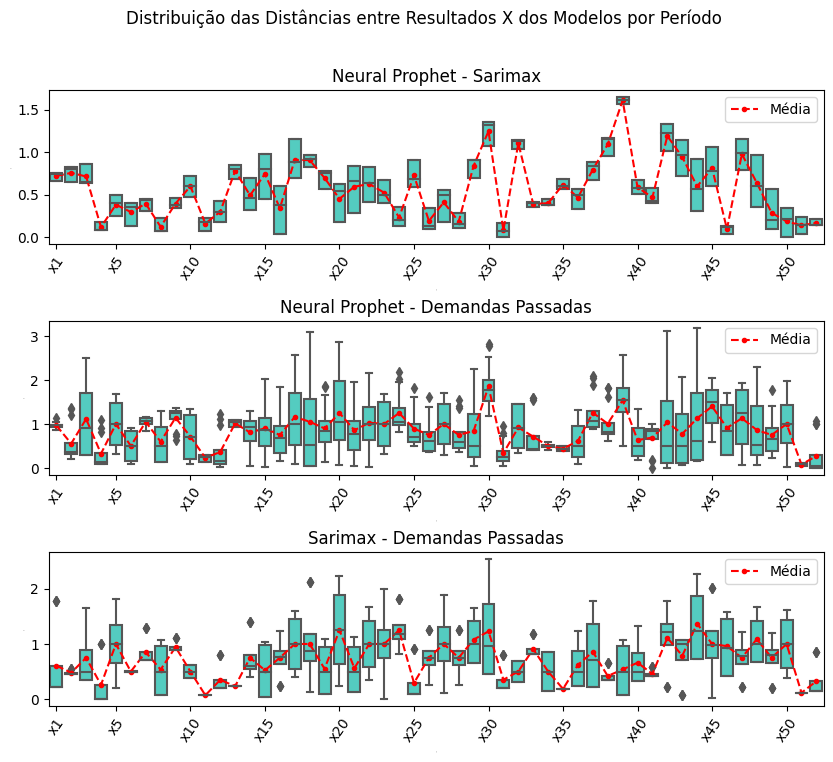 Distribuição das Distâncias entre Resultados X dos Modelos por Período
Neural Prophet - Sarimax
Média
1.5
1.0
0.5
0.0
x1 x5 x10 x15 x20 x25 x30 x35 x40 x45 x50
Neural Prophet - Demandas Passadas
Média
3
2
1
0
x1 x5 x10 x15 x20 x25 x30 x35 x40 x45 x50
Sarimax - Demandas Passadas
Média
2
1
0
x1 x5 x10 x15 x20 x25 x30 x35 x40 x45 x50